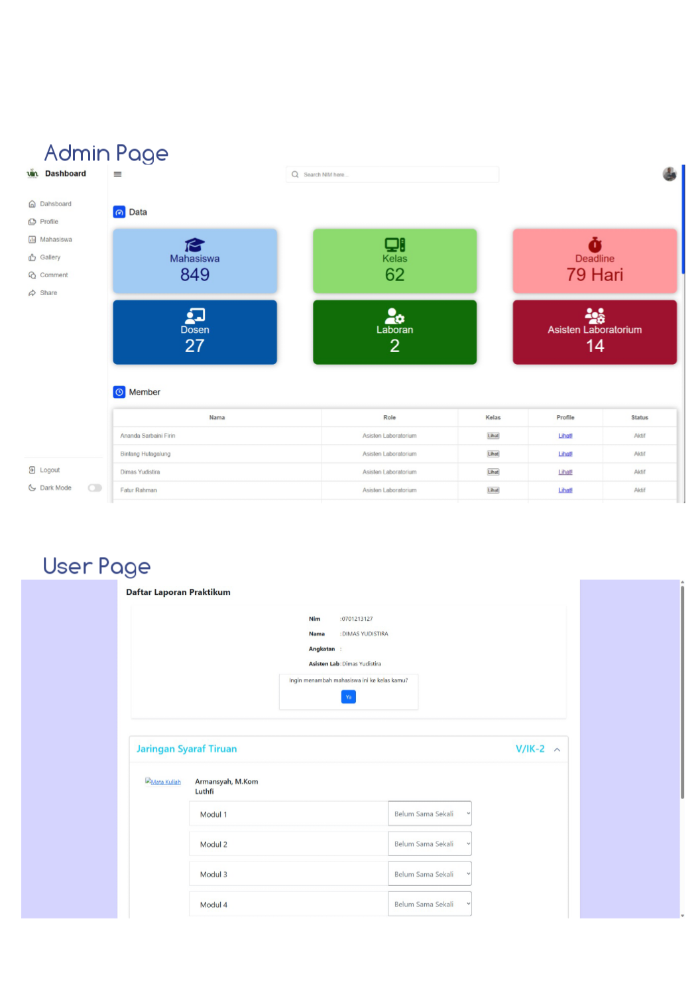 Admin Page
Dashboard
Search NIM here...
Dahsboard
Profile
Mahasiswa
Gallery
Comment
Share
Data
Mahasiswa
849
Kelas
62
Deadline
79 Hari
Dosen
27
Laboran
2
Asisten Laboratorium
14
Member
Nama Role Kelas Profile Status
Ananda Sarbaini Firin Asisten Laboratorium Lihat Lihat! Aktif
Bintang Hutagalung Asisten Laboratorium Lihat Lihat! Aktif
Dimas Yudistira Asisten Laboratorium Lihat Lihat! Aktif
Fatur Rahman Asisten Laboratorium Lihat Lihat! Aktif
Logout
Dark Mode
User Page
Daftar Laporan Praktikum
Nim :0701213127
Nama :DIMAS YUDISTIRA
Angkatan :
Asisten Lab :Dimas Yudistira
Ingin menambah mahasiswa ini ke kelas kamu?
Ya
Jaringan Syaraf Tiruan V/IK-2
Mata Kuliah
Armansyah, M.Kom
Luthfi
Modul 1 Belum Sama Sekali
Modul 2 Belum Sama Sekali
Modul 3 Belum Sama Sekali
Modul 4 Belum Sama Sekali